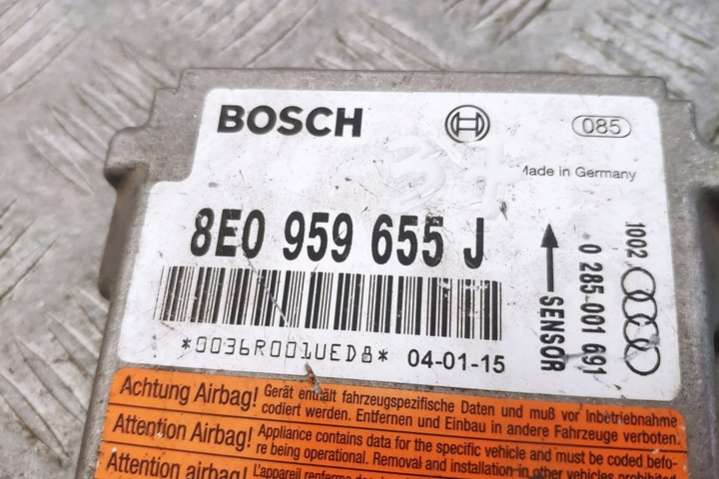 BOSCH
085
Made in Germany
8E0 959 655 J
SENSOR
0 285 001 691
1002
*0036R001UED8* 04-01-15
Achtung Airbag! Gerät enthält fahrzeugspezifische Daten und muß vor Inbetriebnahme
codiert werden. Entfernen und Einbau in andere Fahrzeuge verboten.
Attention Airbag! Appliance contains data for the specific vehicle and must be coded befo-
re being operational. Removal and installation in other vehicles prohibited
Attention airbag! L'appareil renferme